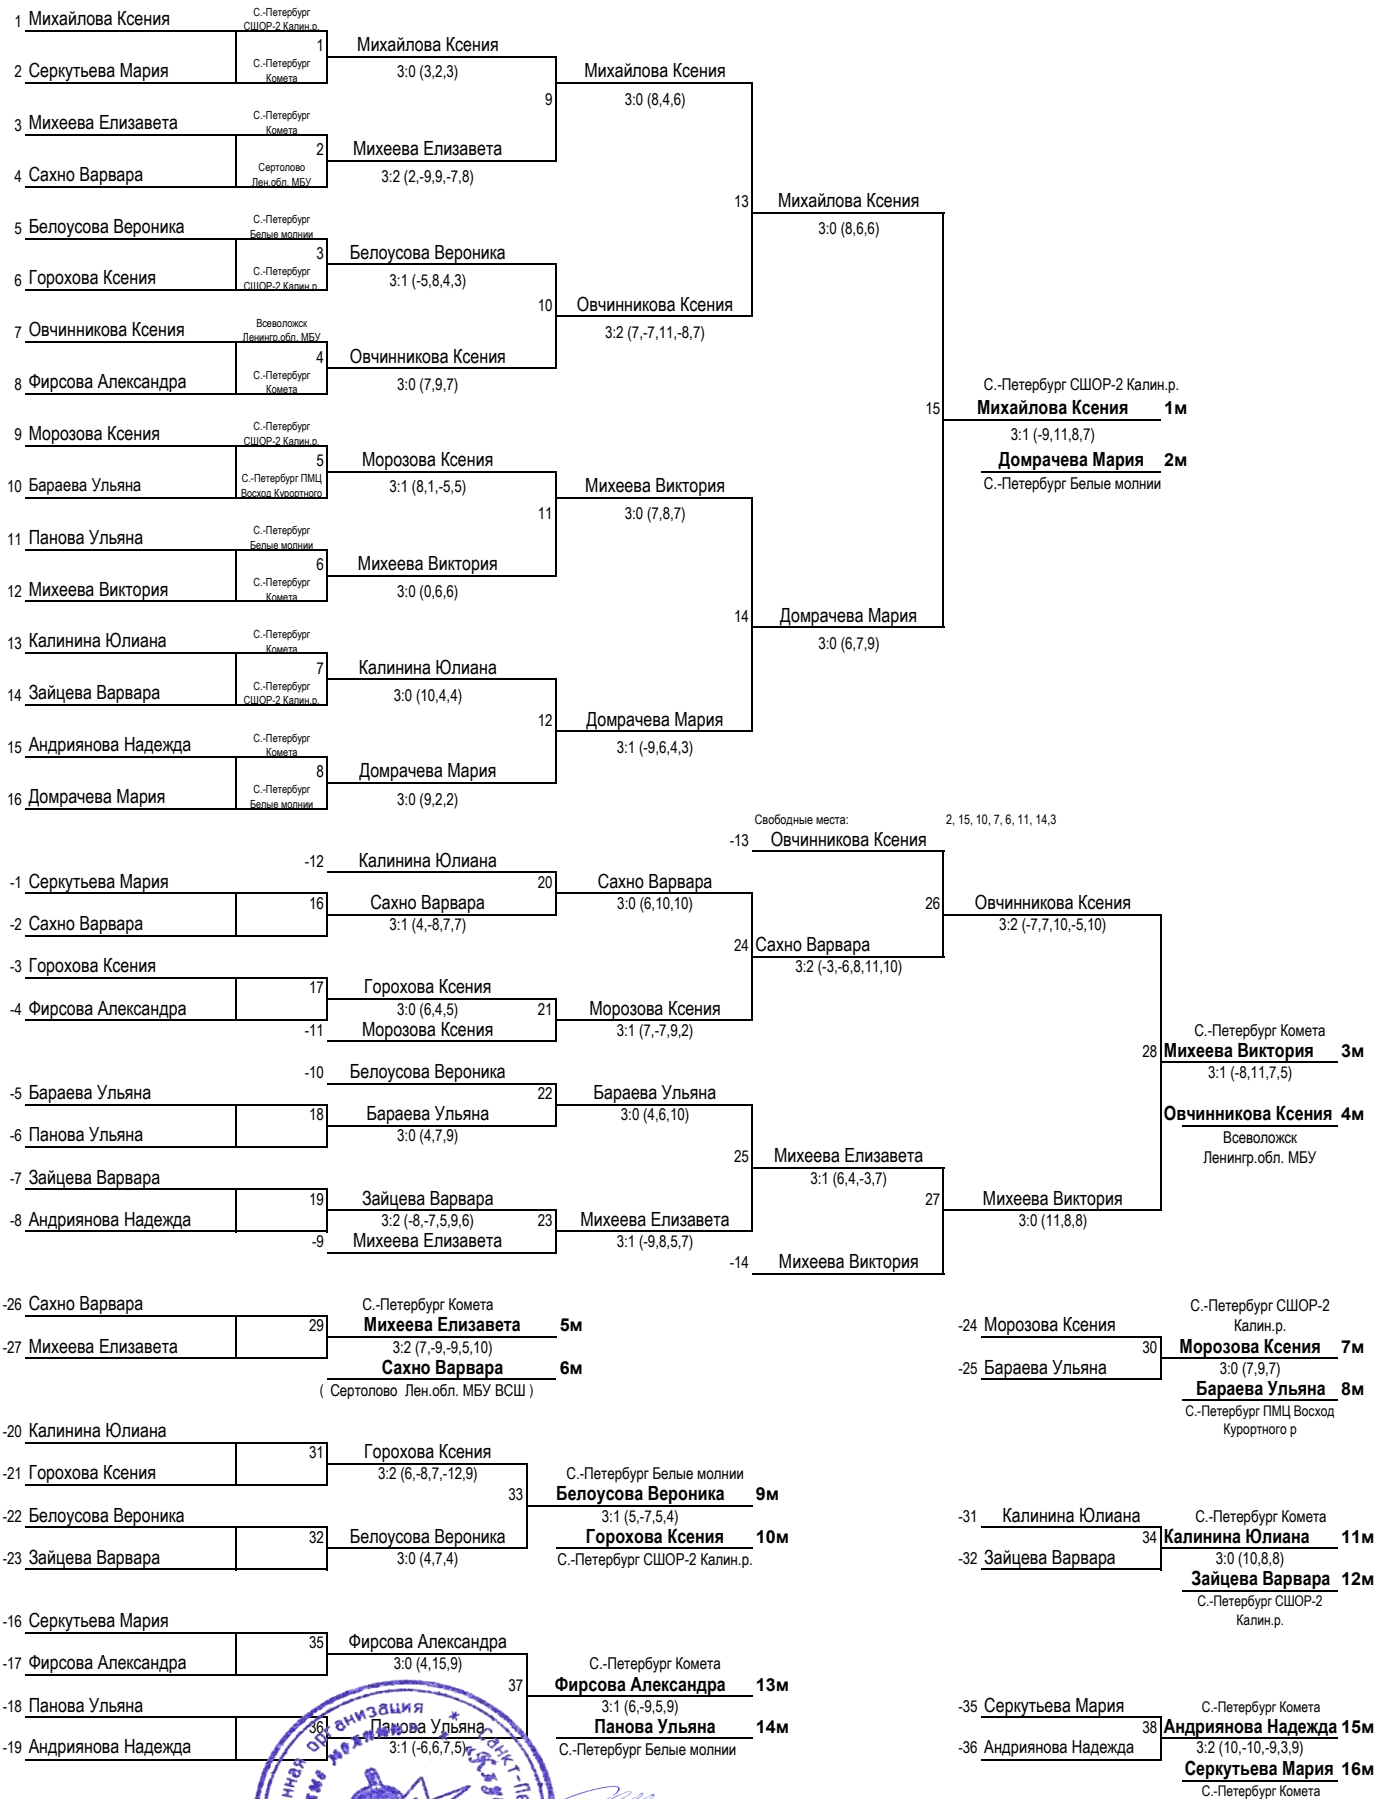 1 Михайлова Ксения С.-Петербург СШОР-2 Калин.р.
1 Михайлова Ксения
2 Серкутьева Мария С.-Петербург Комета
3:0 (3,2,3)
9 Михайлова Ксения
3:0 (8,4,6)
3 Михеева Елизавета С.-Петербург Комета
2 Михеева Елизавета
4 Сахно Варвара Сертолово Лен.обл. МБУ
3:2 (2,-9,9,-7,8)
13 Михайлова Ксения
3:0 (8,6,6)
5 Белоусова Вероника С.-Петербург Белые молнии
3 Белоусова Вероника
6 Горохова Ксения С.-Петербург СШОР-2 Калин.р.
3:1 (-5,8,4,3)
10 Овчинникова Ксения
3:2 (7,-7,11,-8,7)
7 Овчинникова Ксения Всеволожск Ленингр.обл. МБУ
4 Овчинникова Ксения
8 Фирсова Александра С.-Петербург Комета
3:0 (7,9,7)
С.-Петербург СШОР-2 Калин.р.
15 Михайлова Ксения 1м
3:1 (-9,11,8,7)
Домрачева Мария 2м
С.-Петербург Белые молнии
9 Морозова Ксения С.-Петербург СШОР-2 Калин.р.
5 Морозова Ксения
10 Бараева Ульяна С.-Петербург ПМЦ Восход Курортного
3:1 (8,1,-5,5)
11 Михеева Виктория
3:0 (7,8,7)
11 Панова Ульяна С.-Петербург Белые молнии
6 Михеева Виктория
12 Михеева Виктория С.-Петербург Комета
3:0 (0,6,6)
14 Домрачева Мария
3:0 (6,7,9)
13 Калинина Юлиана С.-Петербург Комета
7 Калинина Юлиана
14 Зайцева Варвара С.-Петербург СШОР-2 Калин.р.
3:0 (10,4,4)
12 Домрачева Мария
3:1 (-9,6,4,3)
15 Андриянова Надежда С.-Петербург Комета
8 Домрачева Мария
16 Домрачева Мария С.-Петербург Белые молнии
3:0 (9,2,2)
Свободные места: 2, 15, 10, 7, 6, 11, 14,3
-13 Овчинникова Ксения
-12 Калинина Юлиана
-1 Серкутьева Мария
20 Сахно Варвара
3:0 (6,10,10)
16 Сахно Варвара
26 Овчинникова Ксения
-2 Сахно Варвара
3:1 (4,-8,7,7)
3:2 (-7,7,10,-5,10)
24 Сахно Варвара
3:2 (-3,-6,8,11,10)
-3 Горохова Ксения
17 Горохова Ксения
-4 Фирсова Александра
3:0 (6,4,5)
21 Морозова Ксения
-11 Морозова Ксения
3:1 (7,-7,9,2)
С.-Петербург Комета
28 Михеева Виктория 3м
3:1 (-8,11,7,5)
-10 Белоусова Вероника
-5 Бараева Ульяна
22 Бараева Ульяна
3:0 (4,6,10)
18 Бараева Ульяна
Овчинникова Ксения 4м
-6 Панова Ульяна
3:0 (4,7,9)
Всеволожск
Ленингр.обл. МБУ
25 Михеева Елизавета
3:1 (6,4,-3,7)
-7 Зайцева Варвара
19 Зайцева Варвара
27 Михеева Виктория
-8 Андриянова Надежда
3:2 (-8,-7,5,9,6)
23 Михеева Елизавета
3:0 (11,8,8)
-9 Михеева Елизавета
3:1 (-9,8,5,7)
-14 Михеева Виктория
-26 Сахно Варвара
С.-Петербург Комета
29 Михеева Елизавета 5м
-27 Михеева Елизавета
3:2 (7,-9,-9,5,10)
Сахно Варвара 6м
( Сертолово Лен.обл. МБУ ВСШ )
С.-Петербург СШОР-2
Калин.р.
-24 Морозова Ксения
30 Морозова Ксения 7м
-25 Бараева Ульяна
3:0 (7,9,7)
Бараева Ульяна 8м
С.-Петербург ПМЦ Восход
Курортного р
-20 Калинина Юлиана
31 Горохова Ксения
-21 Горохова Ксения
3:2 (6,-8,7,-12,9)
С.-Петербург Белые молнии
33 Белоусова Вероника 9м
-22 Белоусова Вероника
3:1 (5,-7,5,4)
32 Белоусова Вероника
Горохова Ксения 10м
-23 Зайцева Варвара
3:0 (4,7,4)
С.-Петербург СШОР-2 Калин.р.
-31 Калинина Юлиана
С.-Петербург Комета
34 Калинина Юлиана 11м
-32 Зайцева Варвара
3:0 (10,8,8)
Зайцева Варвара 12м
С.-Петербург СШОР-2
Калин.р.
-16 Серкутьева Мария
35 Фирсова Александра
-17 Фирсова Александра
3:0 (4,15,9)
С.-Петербург Комета
37 Фирсова Александра 13м
-18 Панова Ульяна
3:1 (6,-9,5,9)
36 Панова Ульяна
Панова Ульяна 14м
-19 Андриянова Надежда
3:1 (-6,6,7,5)
С.-Петербург Белые молнии
-35 Серкутьева Мария
С.-Петербург Комета
38 Андриянова Надежда 15м
-36 Андриянова Надежда
3:2 (10,-10,-9,3,9)
Серкутьева Мария 16м
С.-Петербург Комета